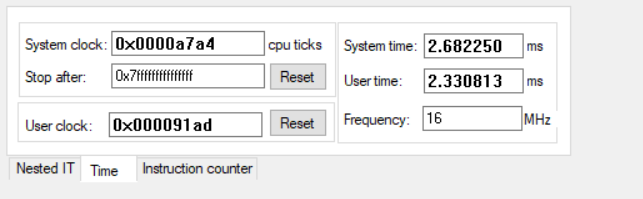 System clock: 0x0000a7a4 cpu ticks
Stop after: 0x7fffffffffffffff Reset
User clock: 0x000091ad Reset
System time: 2.682250 ms
User time: 2.330813 ms
Frequency: 16 MHz
Nested IT Time Instruction counter